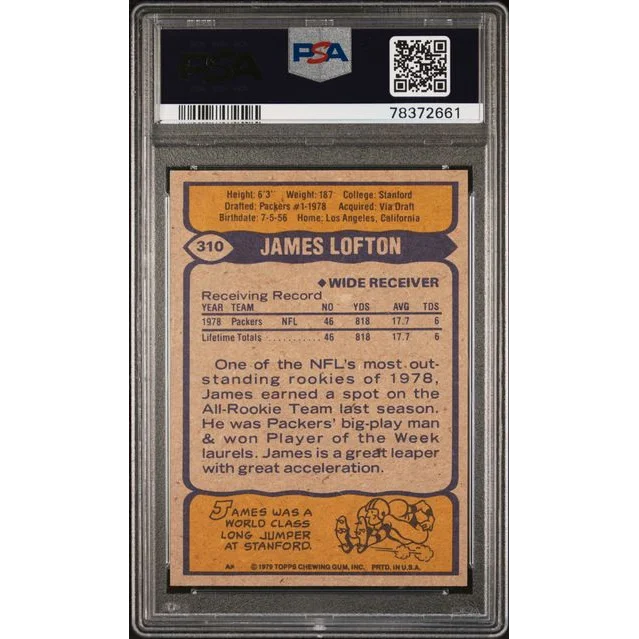 PSA
PSA
78372661
Height: 6'3" Weight: 187 College: Stanford
Drafted: Packers #1-1978 Acquired: Via Draft
Birthdate: 7-5-56 Home: Los Angeles, California
310 JAMES LOFTON
◆WIDE RECEIVER
Receiving Record
YEAR TEAM NO YDS AVG TDS
1978 Packers NFL 46 818 17.7 6
Lifetime Totals ........... 46 818 17.7 6
One of the NFL's most out-
standing rookies of 1978,
James earned a spot on the
All-Rookie Team last season.
He was Packers' big-play man
& won Player of the Week
laurels. James is a great leaper
with great acceleration.
JAMES WAS A
WORLD CLASS
LONG JUMPER
AT STANFORD.
A* © 1979 TOPPS CHEWING GUM, INC. PRTD. IN U.S.A.